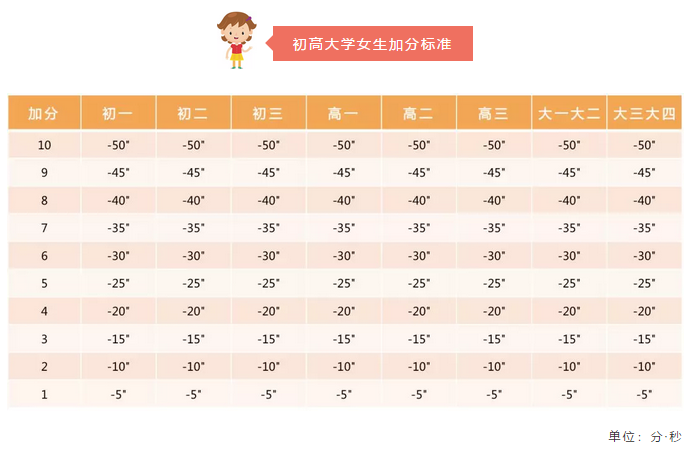 初高大学女生加分标准
加分 初一 初二 初三 高一 高二 高三 大一大二 大三大四
10 -50" -50" -50" -50" -50" -50" -50" -50"
9 -45" -45" -45" -45" -45" -45" -45" -45"
8 -40" -40" -40" -40" -40" -40" -40" -40"
7 -35" -35" -35" -35" -35" -35" -35" -35"
6 -30" -30" -30" -30" -30" -30" -30" -30"
5 -25" -25" -25" -25" -25" -25" -25" -25"
4 -20" -20" -20" -20" -20" -20" -20" -20"
3 -15" -15" -15" -15" -15" -15" -15" -15"
2 -10" -10" -10" -10" -10" -10" -10" -10"
1 -5" -5" -5" -5" -5" -5" -5" -5"
单位：分·秒